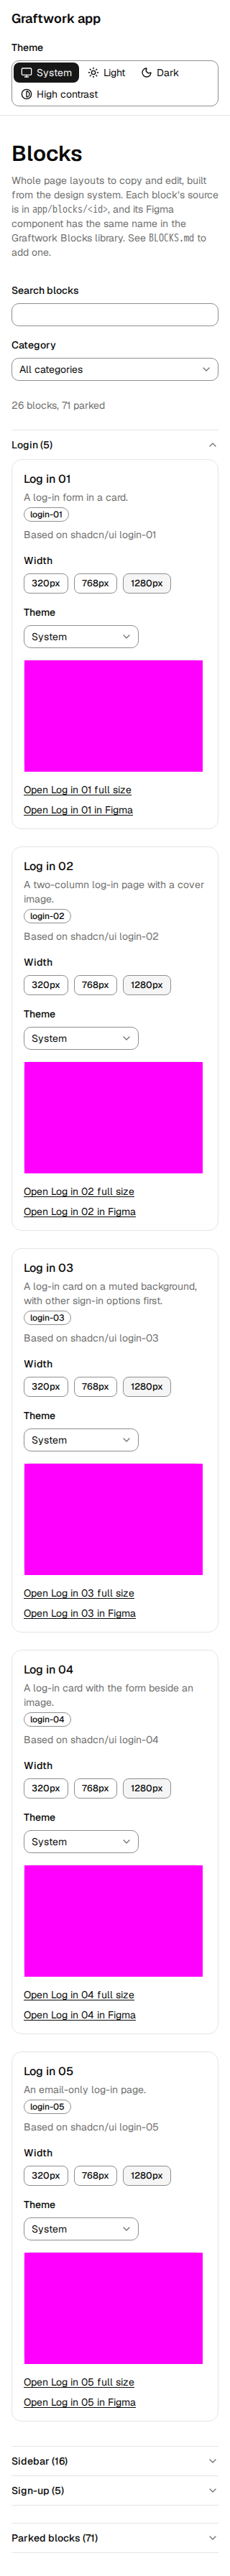 Graftwork app
Theme
System
Light
Dark
High contrast
Blocks
Whole page layouts to copy and edit, built
from the design system. Each block's source
is in app/blocks/<id>, and its Figma
component has the same name in the
Graftwork Blocks library. See BLOCKS.md to
add one.
Search blocks
Category
All categories
26 blocks, 71 parked
Login (5)
Log in 01
A log-in form in a card.
login-01
Based on shadcn/ui login-01
Width
320px
768px
1280px
Theme
System
Open Log in 01 full size
Open Log in 01 in Figma
Log in 02
A two-column log-in page with a cover
image.
login-02
Based on shadcn/ui login-02
Width
320px
768px
1280px
Theme
System
Open Log in 02 full size
Open Log in 02 in Figma
Log in 03
A log-in card on a muted background,
with other sign-in options first.
login-03
Based on shadcn/ui login-03
Width
320px
768px
1280px
Theme
System
Open Log in 03 full size
Open Log in 03 in Figma
Log in 04
A log-in card with the form beside an
image.
login-04
Based on shadcn/ui login-04
Width
320px
768px
1280px
Theme
System
Open Log in 04 full size
Open Log in 04 in Figma
Log in 05
An email-only log-in page.
login-05
Based on shadcn/ui login-05
Width
320px
768px
1280px
Theme
System
Open Log in 05 full size
Open Log in 05 in Figma
Sidebar (16)
Sign-up (5)
Parked blocks (71)